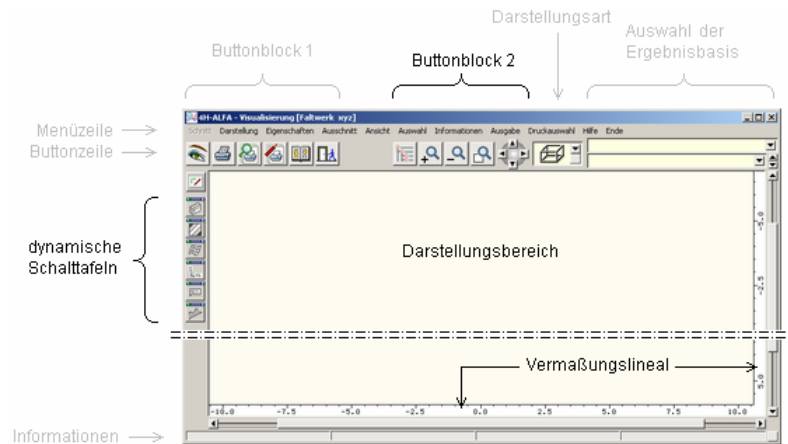 Darstellungsart
Auswahl der
Ergebnisbasis
Buttonblock 1
Buttonblock 2
4H-ALFA - Visualisierung [Faltwerk xyz]
Menüzeile
Schnitt Darstellung Eigenschaften Ausschnitt Ansicht Auswahl Informationen Ausgabe Druckauswahl Hilfe Ende
Buttonzeile
dynamische
Schalttafeln
Darstellungsbereich
-5.0
-2.5
Vermaßungslineal
5.0
-10.0 -7.5 -5.0 -2.5 0.0 2.5 5.0 7.5 10.0
Informationen